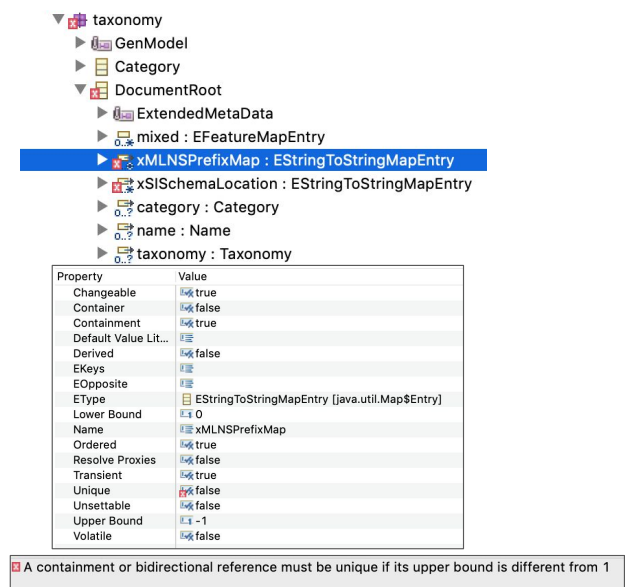 taxonomy
GenModel
Category
DocumentRoot
ExtendedMetaData
0..* mixed : EFeatureMapEntry
xMLNSPrefixMap : EStringToStringMapEntry
xSISchemaLocation : EStringToStringMapEntry
0..? category : Category
0..? name : Name
0..? taxonomy : Taxonomy
Property Value
Changeable true
Container false
Containment true
Default Value Lit...
Derived false
EKeys
EOpposite
EType EStringToStringMapEntry [java.util.Map$Entry]
Lower Bound 0
Name xMLNSPrefixMap
Ordered true
Resolve Proxies false
Transient true
Unique false
Unsettable false
Upper Bound -1
Volatile false
A containment or bidirectional reference must be unique if its upper bound is different from 1